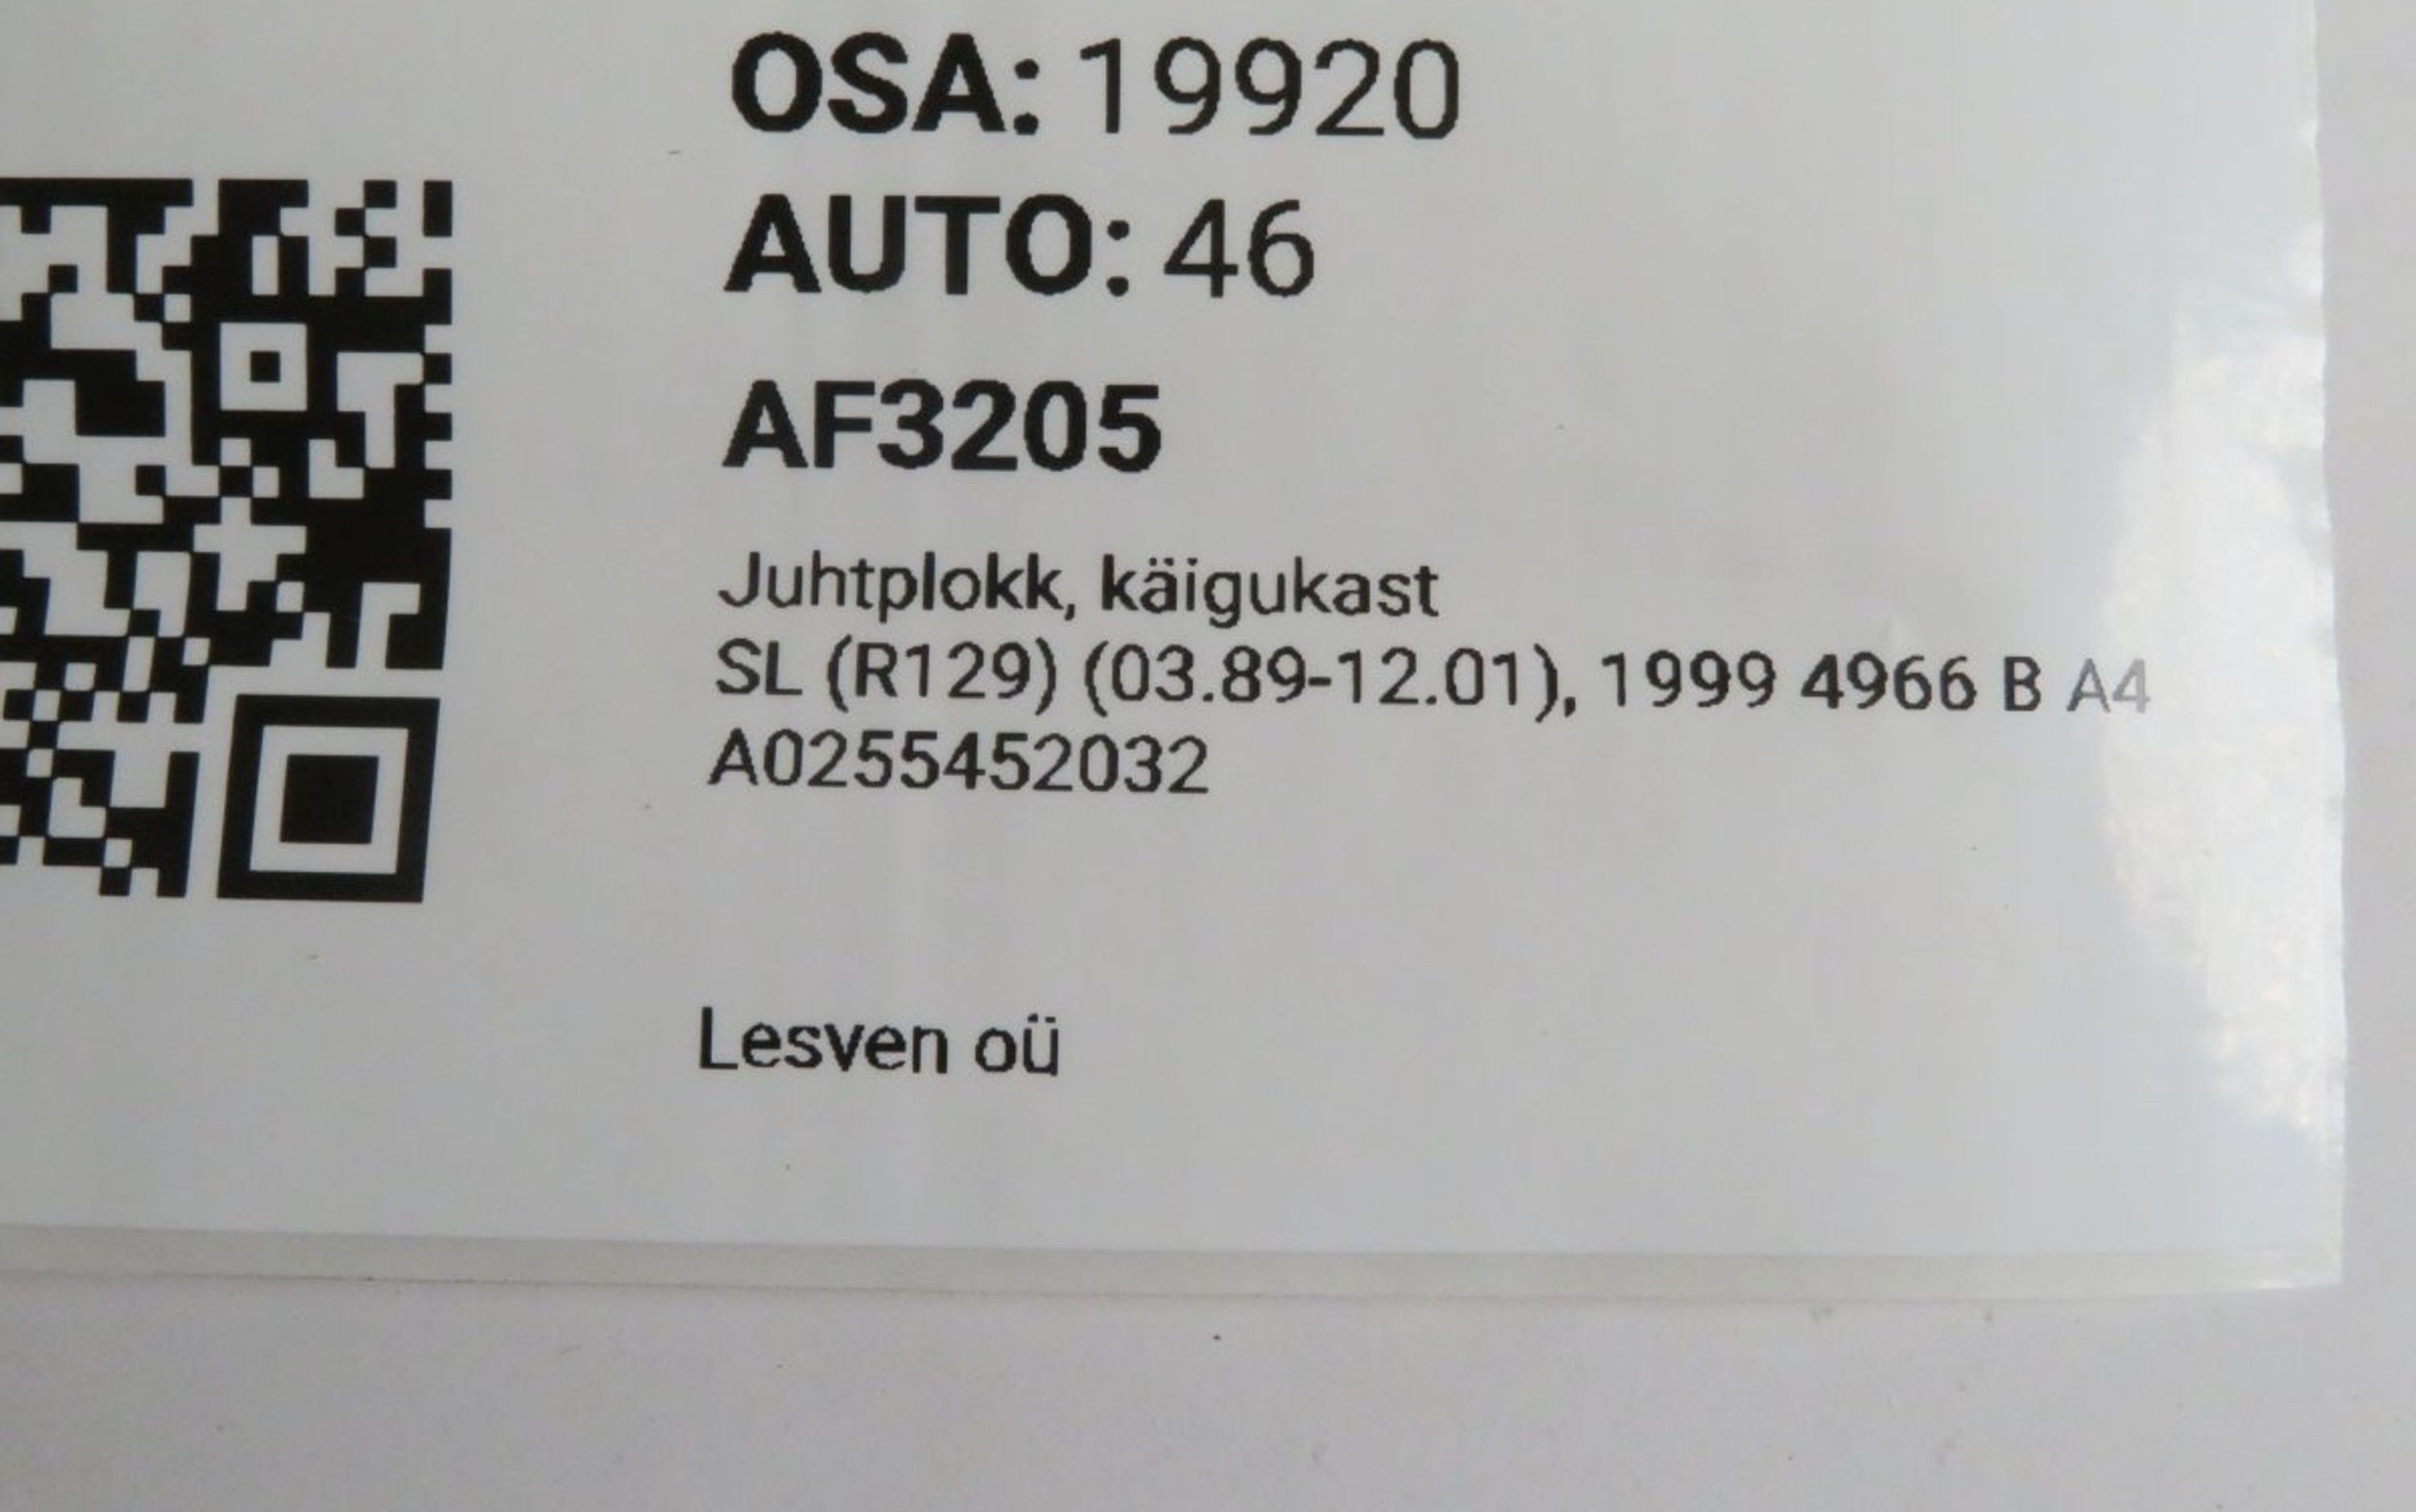 OSA: 19920
AUTO: 46
AF3205
Juhtplokk, käigukast
SL (R129) (03.89-12.01), 1999 4966 B A4
A0255452032
Lesven oü